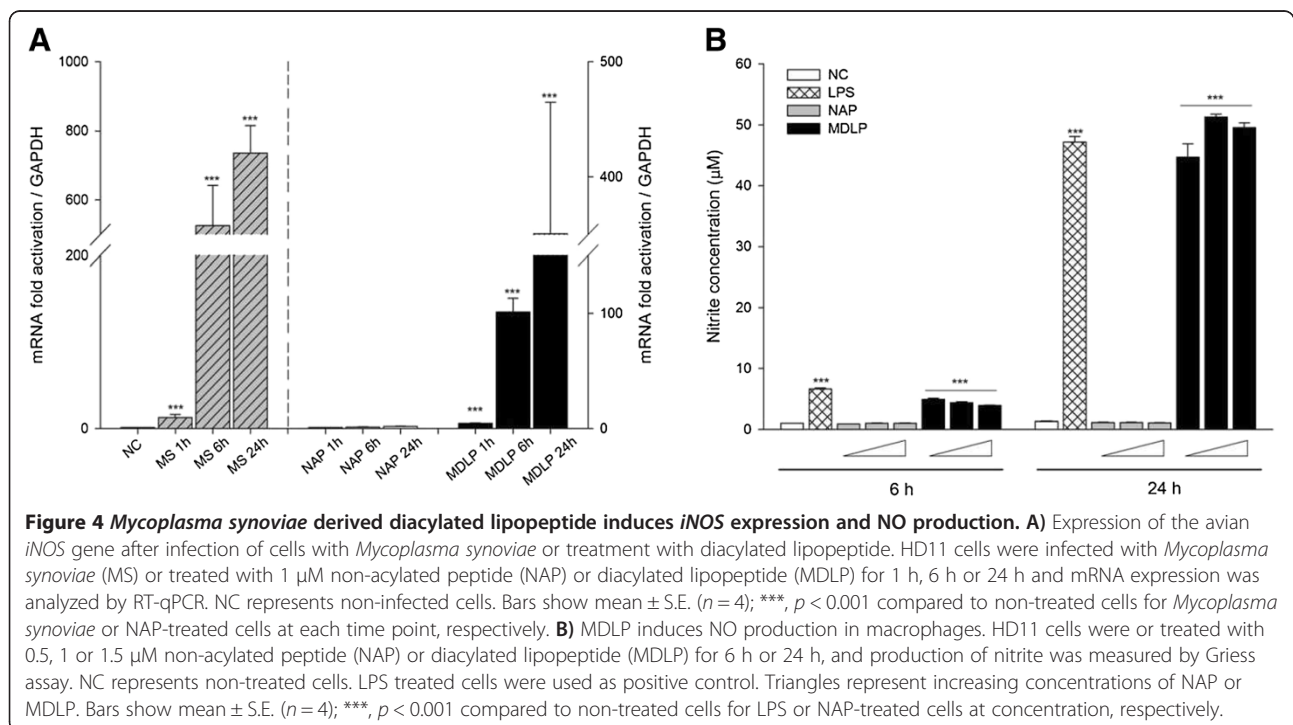 A
B
1000
800
600
200
0
mRNA fold activation / GAPDH
***
***
***
NC
MS 1h
MS 6h
MS 24h
NAP 1h
NAP 6h
NAP 24h
***
***
***
MDLP 1h
MDLP 6h
MDLP 24h
500
400
100
0
mRNA fold activation / GAPDH
60
50
40
30
20
10
0
Nitrite concentration (µM)
NC
LPS
NAP
MDLP
***
***
***
***
6 h
24 h
Figure 4 Mycoplasma synoviae derived diacylated lipopeptide induces iNOS expression and NO production. A) Expression of the avian
iNOS gene after infection of cells with Mycoplasma synoviae or treatment with diacylated lipopeptide. HD11 cells were infected with Mycoplasma
synoviae (MS) or treated with 1 μM non-acylated peptide (NAP) or diacylated lipopeptide (MDLP) for 1 h, 6 h or 24 h and mRNA expression was
analyzed by RT-qPCR. NC represents non-infected cells. Bars show mean ± S.E. (n = 4); ***, p < 0.001 compared to non-treated cells for Mycoplasma
synoviae or NAP-treated cells at each time point, respectively. B) MDLP induces NO production in macrophages. HD11 cells were or treated with
0.5, 1 or 1.5 μM non-acylated peptide (NAP) or diacylated lipopeptide (MDLP) for 6 h or 24 h, and production of nitrite was measured by Griess
assay. NC represents non-treated cells. LPS treated cells were used as positive control. Triangles represent increasing concentrations of NAP or
MDLP. Bars show mean ± S.E. (n = 4); ***, p < 0.001 compared to non-treated cells for LPS or NAP-treated cells at concentration, respectively.